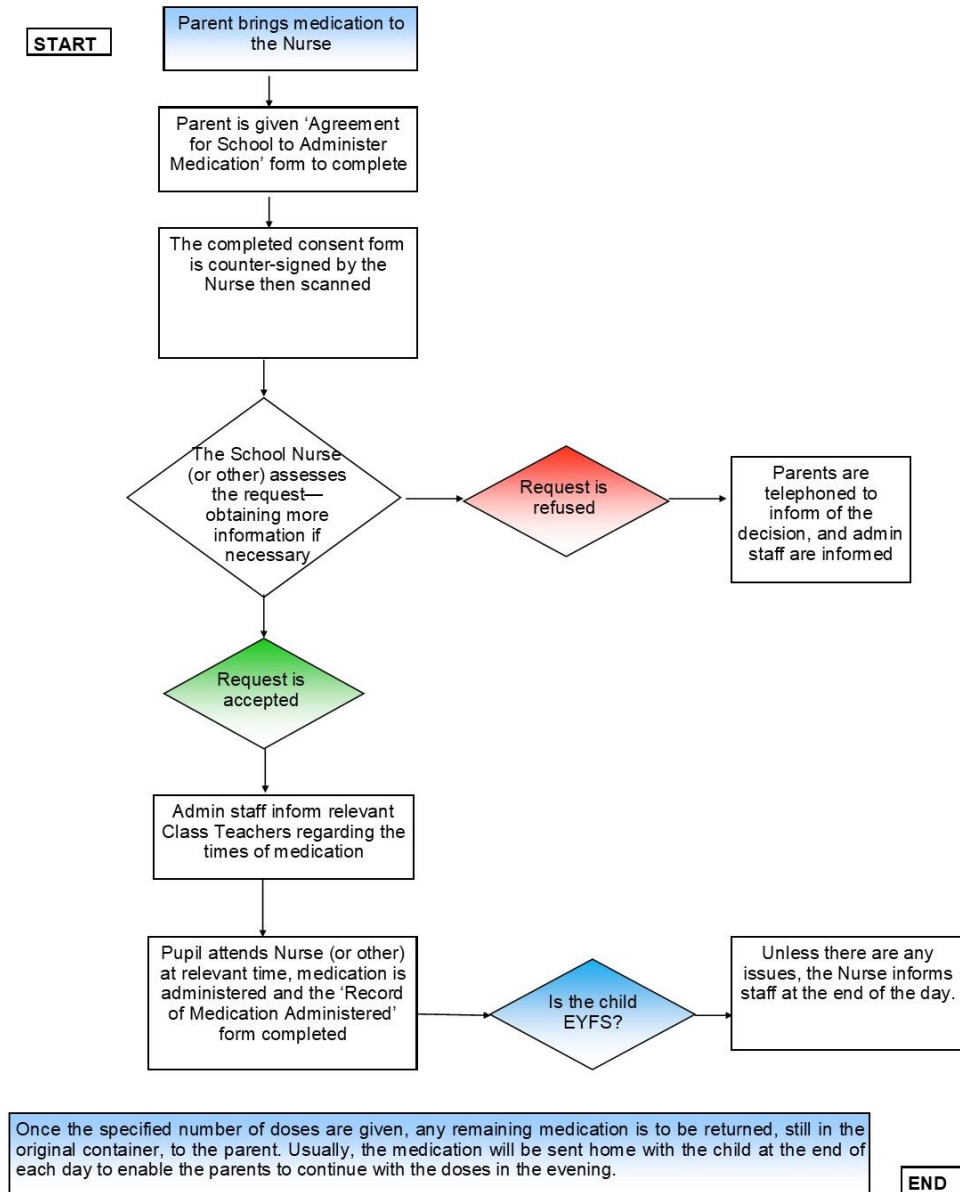 START
Parent brings medication to
the Nurse
Parent is given ‘Agreement
for School to Administer
Medication’ form to complete
The completed consent form
is counter-signed by the
Nurse then scanned
The School Nurse
(or other) assesses
the request—
obtaining more
information if
necessary
Request is
refused
Parents are
telephoned to
inform of the
decision, and admin
staff are informed
Request is
accepted
Admin staff inform relevant
Class Teachers regarding the
times of medication
Pupil attends Nurse (or other)
at relevant time, medication is
administered and the ‘Record
of Medication Administered’
form completed
Is the child
EYFS?
Unless there are any
issues, the Nurse informs
staff at the end of the day.
Once the specified number of doses are given, any remaining medication is to be returned, still in the
original container, to the parent. Usually, the medication will be sent home with the child at the end of
each day to enable the parents to continue with the doses in the evening.
END